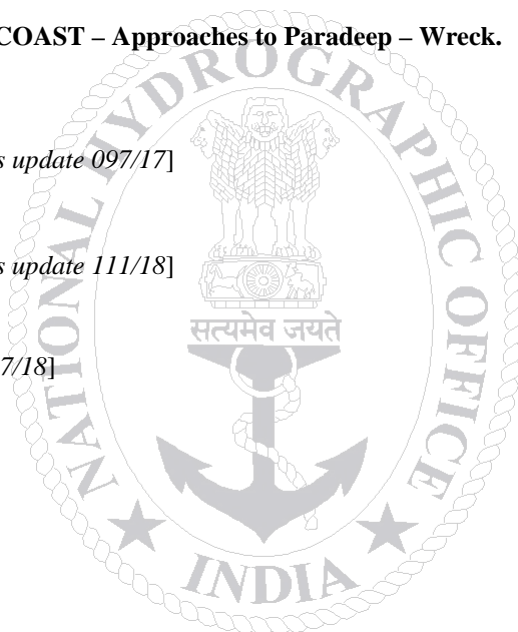 COAST – Approaches to Paradeep – Wreck.
s update 097/17]
s update 111/18]
7/18]
NATIONAL HYDROGRAPHIC OFFICE
सत्यमेव जयते
INDIA